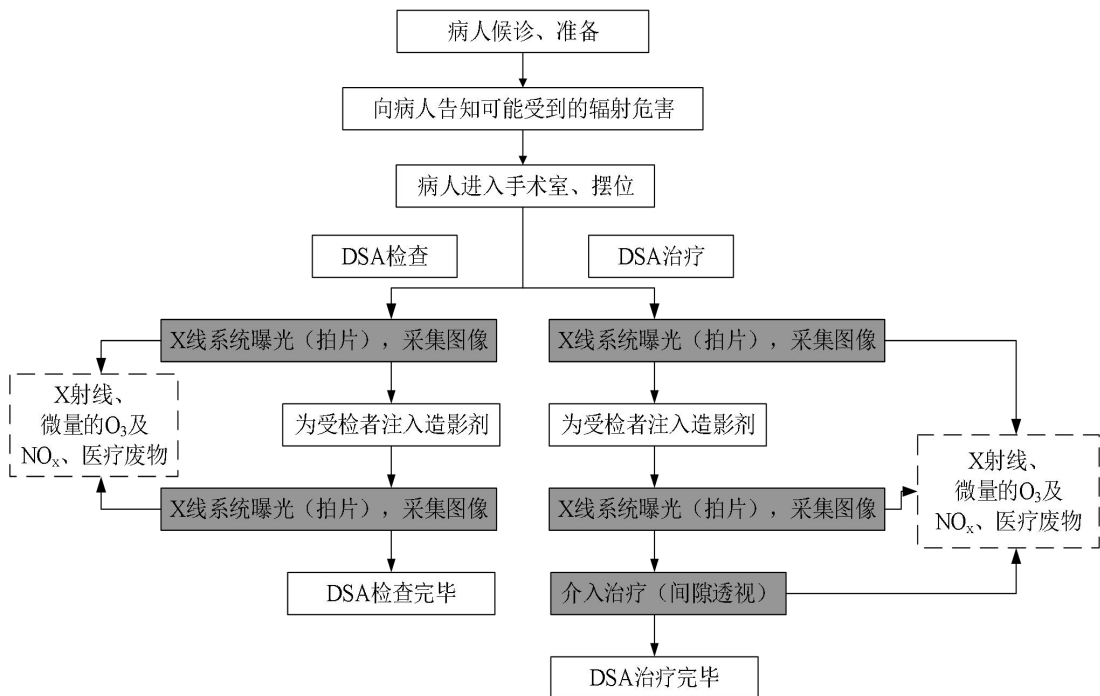 病人候诊、准备
向病人告知可能受到的辐射危害
病人进入手术室、摆位
DSA检查
DSA治疗
X线系统曝光（拍片），采集图像
X线系统曝光（拍片），采集图像
X射线、
微量的O₃及
NOₓ、医疗废物
为受检者注入造影剂
为受检者注入造影剂
X射线、
微量的O₃及
NOₓ、医疗废物
X线系统曝光（拍片），采集图像
X线系统曝光（拍片），采集图像
DSA检查完毕
介入治疗（间隙透视）
DSA治疗完毕